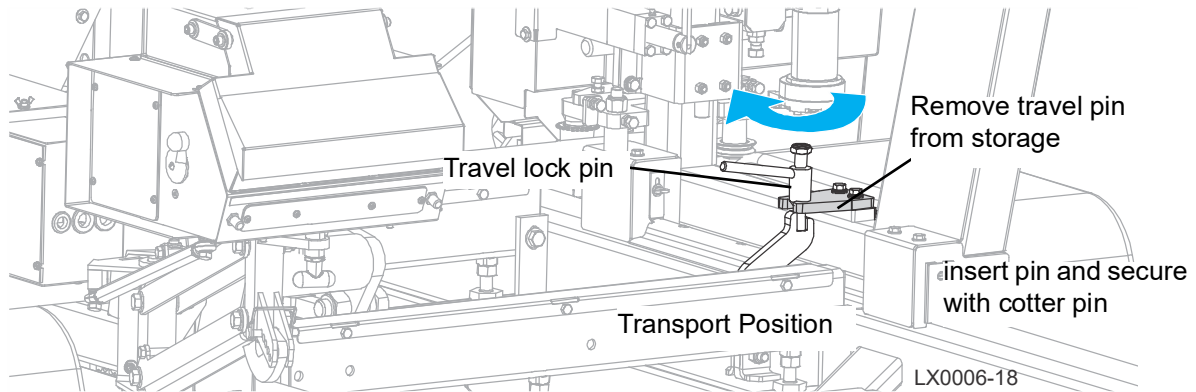 Remove travel pin
from storage
Travel lock pin
insert pin and secure
with cotter pin
Transport Position
LX0006-18